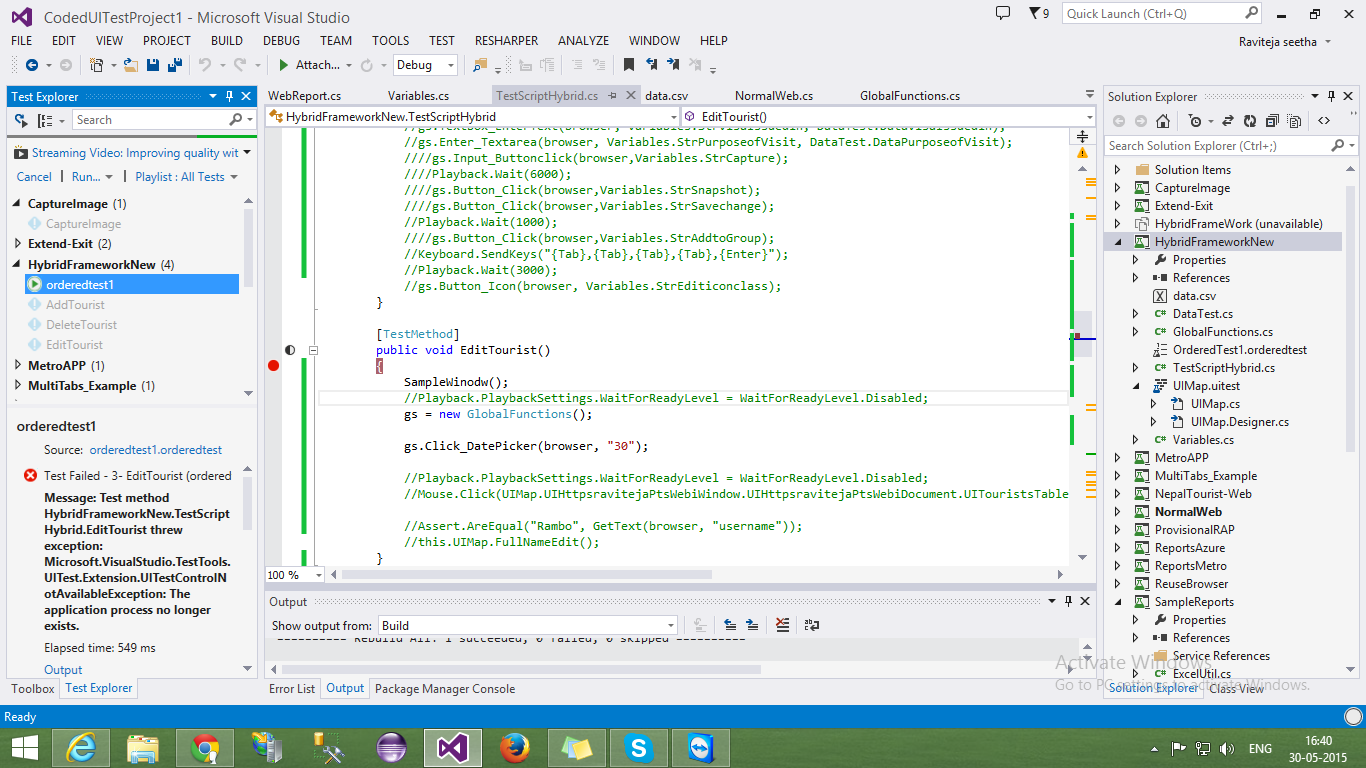 CodedUITestProject1 - Microsoft Visual Studio
9
Quick Launch (Ctrl+Q)
FILE EDIT VIEW PROJECT BUILD DEBUG TEAM TOOLS TEST RESHARPER ANALYZE WINDOW HELP
Raviteja seetha
Attach...
Debug
Test Explorer
Search
Streaming Video: Improving quality wit
Cancel | Run... | Playlist : All Tests
CaptureImage (1)
CaptureImage
Extend-Exit (2)
HybridFrameworkNew (4)
orderedtest1
AddTourist
DeleteTourist
EditTourist
MetroAPP (1)
MultiTabs_Example (1)
orderedtest1
Source: orderedtest1.orderedtest
Test Failed - 3- EditTourist (ordered
Message: Test method
HybridFrameworkNew.TestScript
Hybrid.EditTourist threw
exception:
Microsoft.VisualStudio.TestTools.
UITest.Extension.UITestControlN
otAvailableException: The
application process no longer
exists.
Elapsed time: 549 ms
Output
Toolbox Test Explorer
WebReport.cs Variables.cs TestScriptHybrid.cs data.csv NormalWeb.cs GlobalFunctions.cs
HybridFrameworkNew.TestScriptHybrid
EditTourist()
//gs.Enter_Textarea(browser, Variables.StrPurposeofVisit, DataTest.DataPurposeofVisit);
////gs.Input_Buttonclick(browser,Variables.StrCapture);
////Playback.Wait(6000);
////gs.Button_Click(browser,Variables.StrSnapshot);
////gs.Button_Click(browser,Variables.StrSavechange);
//Playback.Wait(1000);
////gs.Button_Click(browser,Variables.StrAddtoGroup);
//Keyboard.SendKeys("{Tab},{Tab},{Tab},{Tab},{Enter}");
//Playback.Wait(3000);
//gs.Button_Icon(browser, Variables.StrEditiconclass);
}
[TestMethod]
public void EditTourist()
{
SampleWinodw();
//Playback.PlaybackSettings.WaitForReadyLevel = WaitForReadyLevel.Disabled;
gs = new GlobalFunctions();
gs.Click_DatePicker(browser, "30");
//Playback.PlaybackSettings.WaitForReadyLevel = WaitForReadyLevel.Disabled;
//Mouse.Click(UIMap.UIHttpsravitejaPtsWebiWindow.UIHttpsravitejaPtsWebiDocument.UITouristsTable
//Assert.AreEqual("Rambo", GetText(browser, "username"));
//this.UIMap.FullNameEdit();
}
100 %
Output
Show output from: Build
========== Rebuild All: 1 succeeded, 0 failed, 0 skipped ==========
Error List Output Package Manager Console
Solution Explorer
Search Solution Explorer (Ctrl+;)
Solution Items
CaptureImage
Extend-Exit
HybridFrameWork (unavailable)
HybridFrameworkNew
Properties
References
data.csv
DataTest.cs
GlobalFunctions.cs
OrderedTest1.orderedtest
TestScriptHybrid.cs
UIMap.uitest
UIMap.cs
UIMap.Designer.cs
Variables.cs
MetroAPP
MultiTabs_Example
NepalTourist-Web
NormalWeb
ProvisionalRAP
ReportsAzure
ReportsMetro
ReuseBrowser
SampleReports
Properties
References
Service References
ExcelUtil.cs
Solution Explorer Class View
Activate Windows
Go to PC settings to activate Windows.
Ready
ENG
16:40
30-05-2015